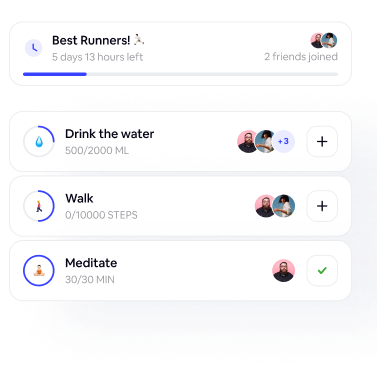 Best Runners!
5 days 13 hours left
2 friends joined
Drink the water
500/2000 ML
+3
Walk
0/10000 STEPS
Meditate
30/30 MIN